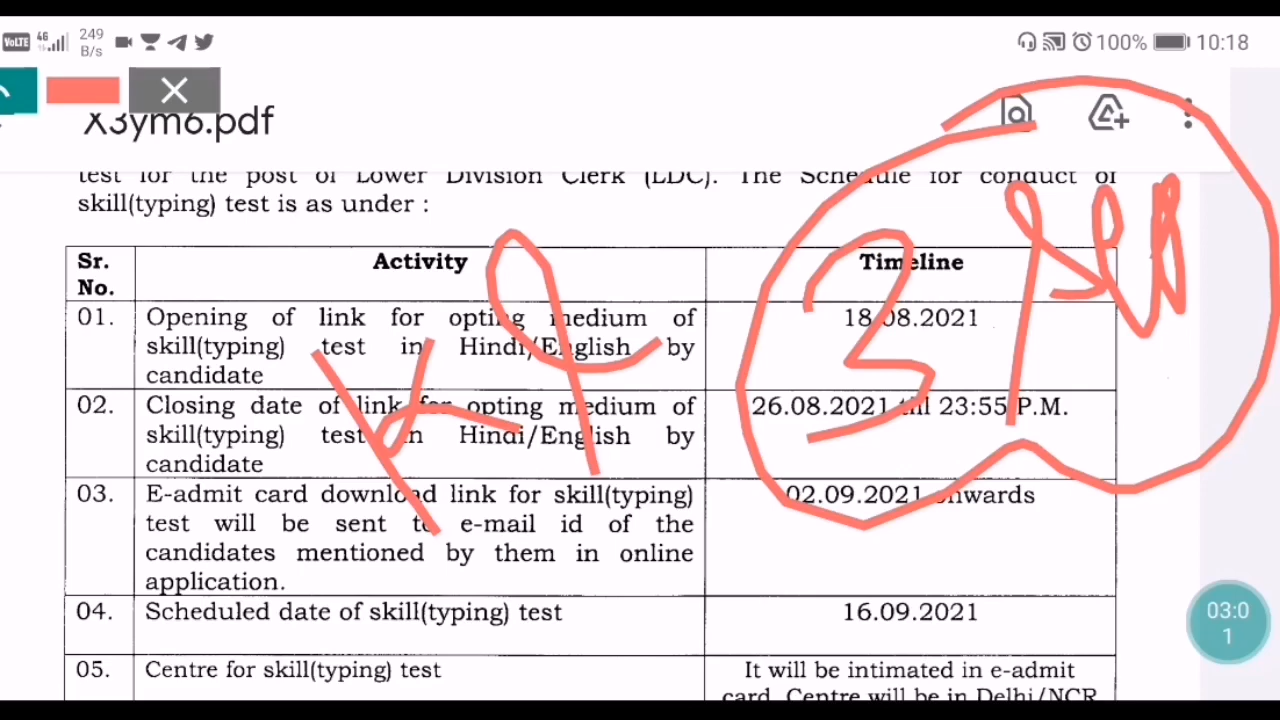 VoLTE 4G 249 B/s 100% 10:18
X3ym6.pdf
test for the post of Lower Division Clerk (LDC). The Schedule for conduct of
skill(typing) test is as under :
Sr. No. Activity Timeline
01. Opening of link for opting medium of 18.08.2021
skill(typing) test in Hindi/English by
candidate
02. Closing date of link for opting medium of 26.08.2021 till 23:55 P.M.
skill(typing) test in Hindi/English by
candidate
03. E-admit card download link for skill(typing) 02.09.2021 onwards
test will be sent to e-mail id of the
candidates mentioned by them in online
application.
04. Scheduled date of skill(typing) test 16.09.2021
05. Centre for skill(typing) test It will be intimated in e-admit
card. Centre will be in Delhi/NCR
3
03:01